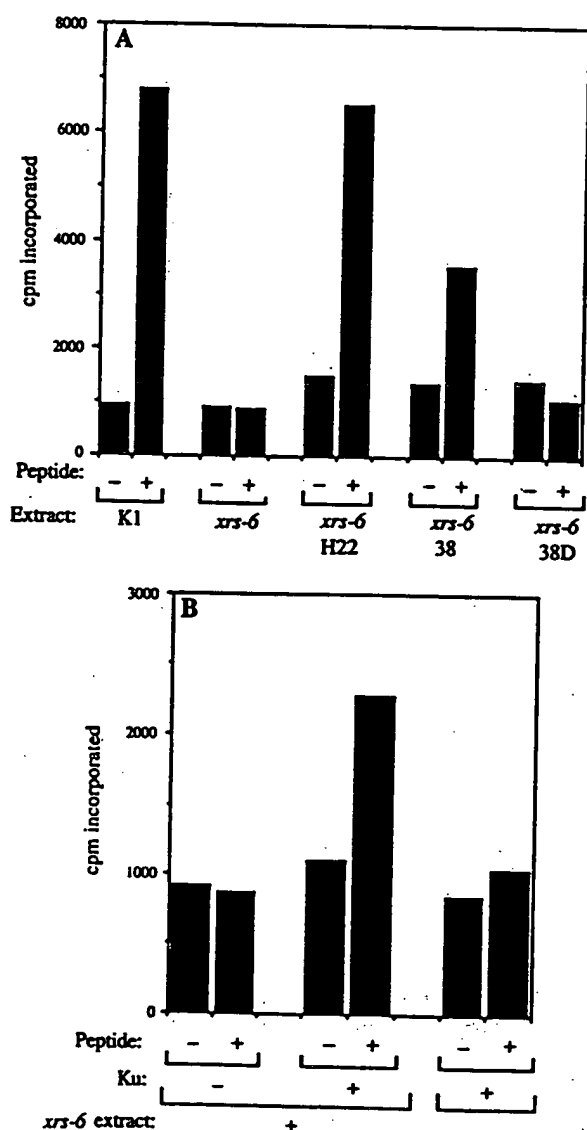 A
8000
6000
4000
2000
0
cpm incorporated
Peptide: – + – + – + – + – +
Extract: K1 xrs-6 xrs-6 xrs-6 xrs-6
H22 38 38D
B
3000
2000
1000
0
cpm incorporated
Peptide: – + – + – +
Ku: – + +
xrs-6 extract: +